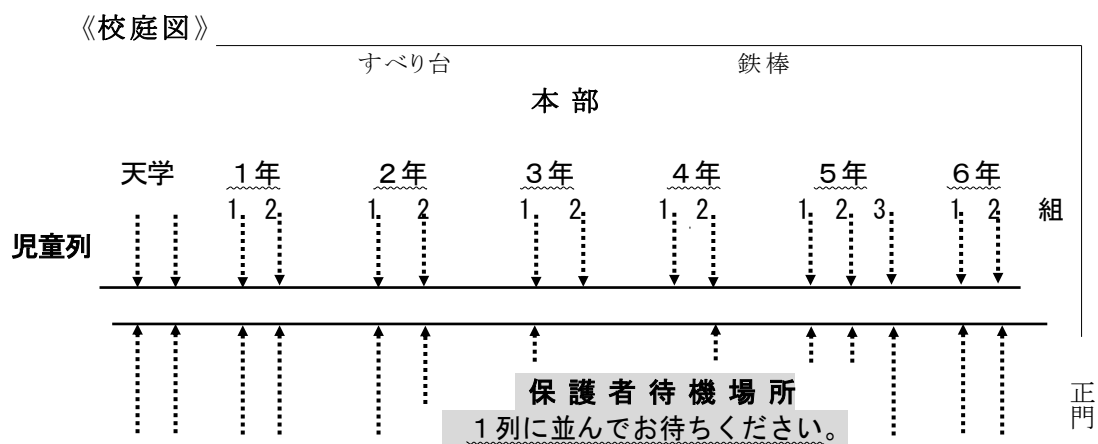 《校庭図》
すべり台 鉄棒
本部
天学 1年 2年 3年 4年 5年 6年
1 2 1 2 1 2 1 2 1 2 3 1 2 組
児童列
保護者待機場所
1列に並んでお待ちください。
正門